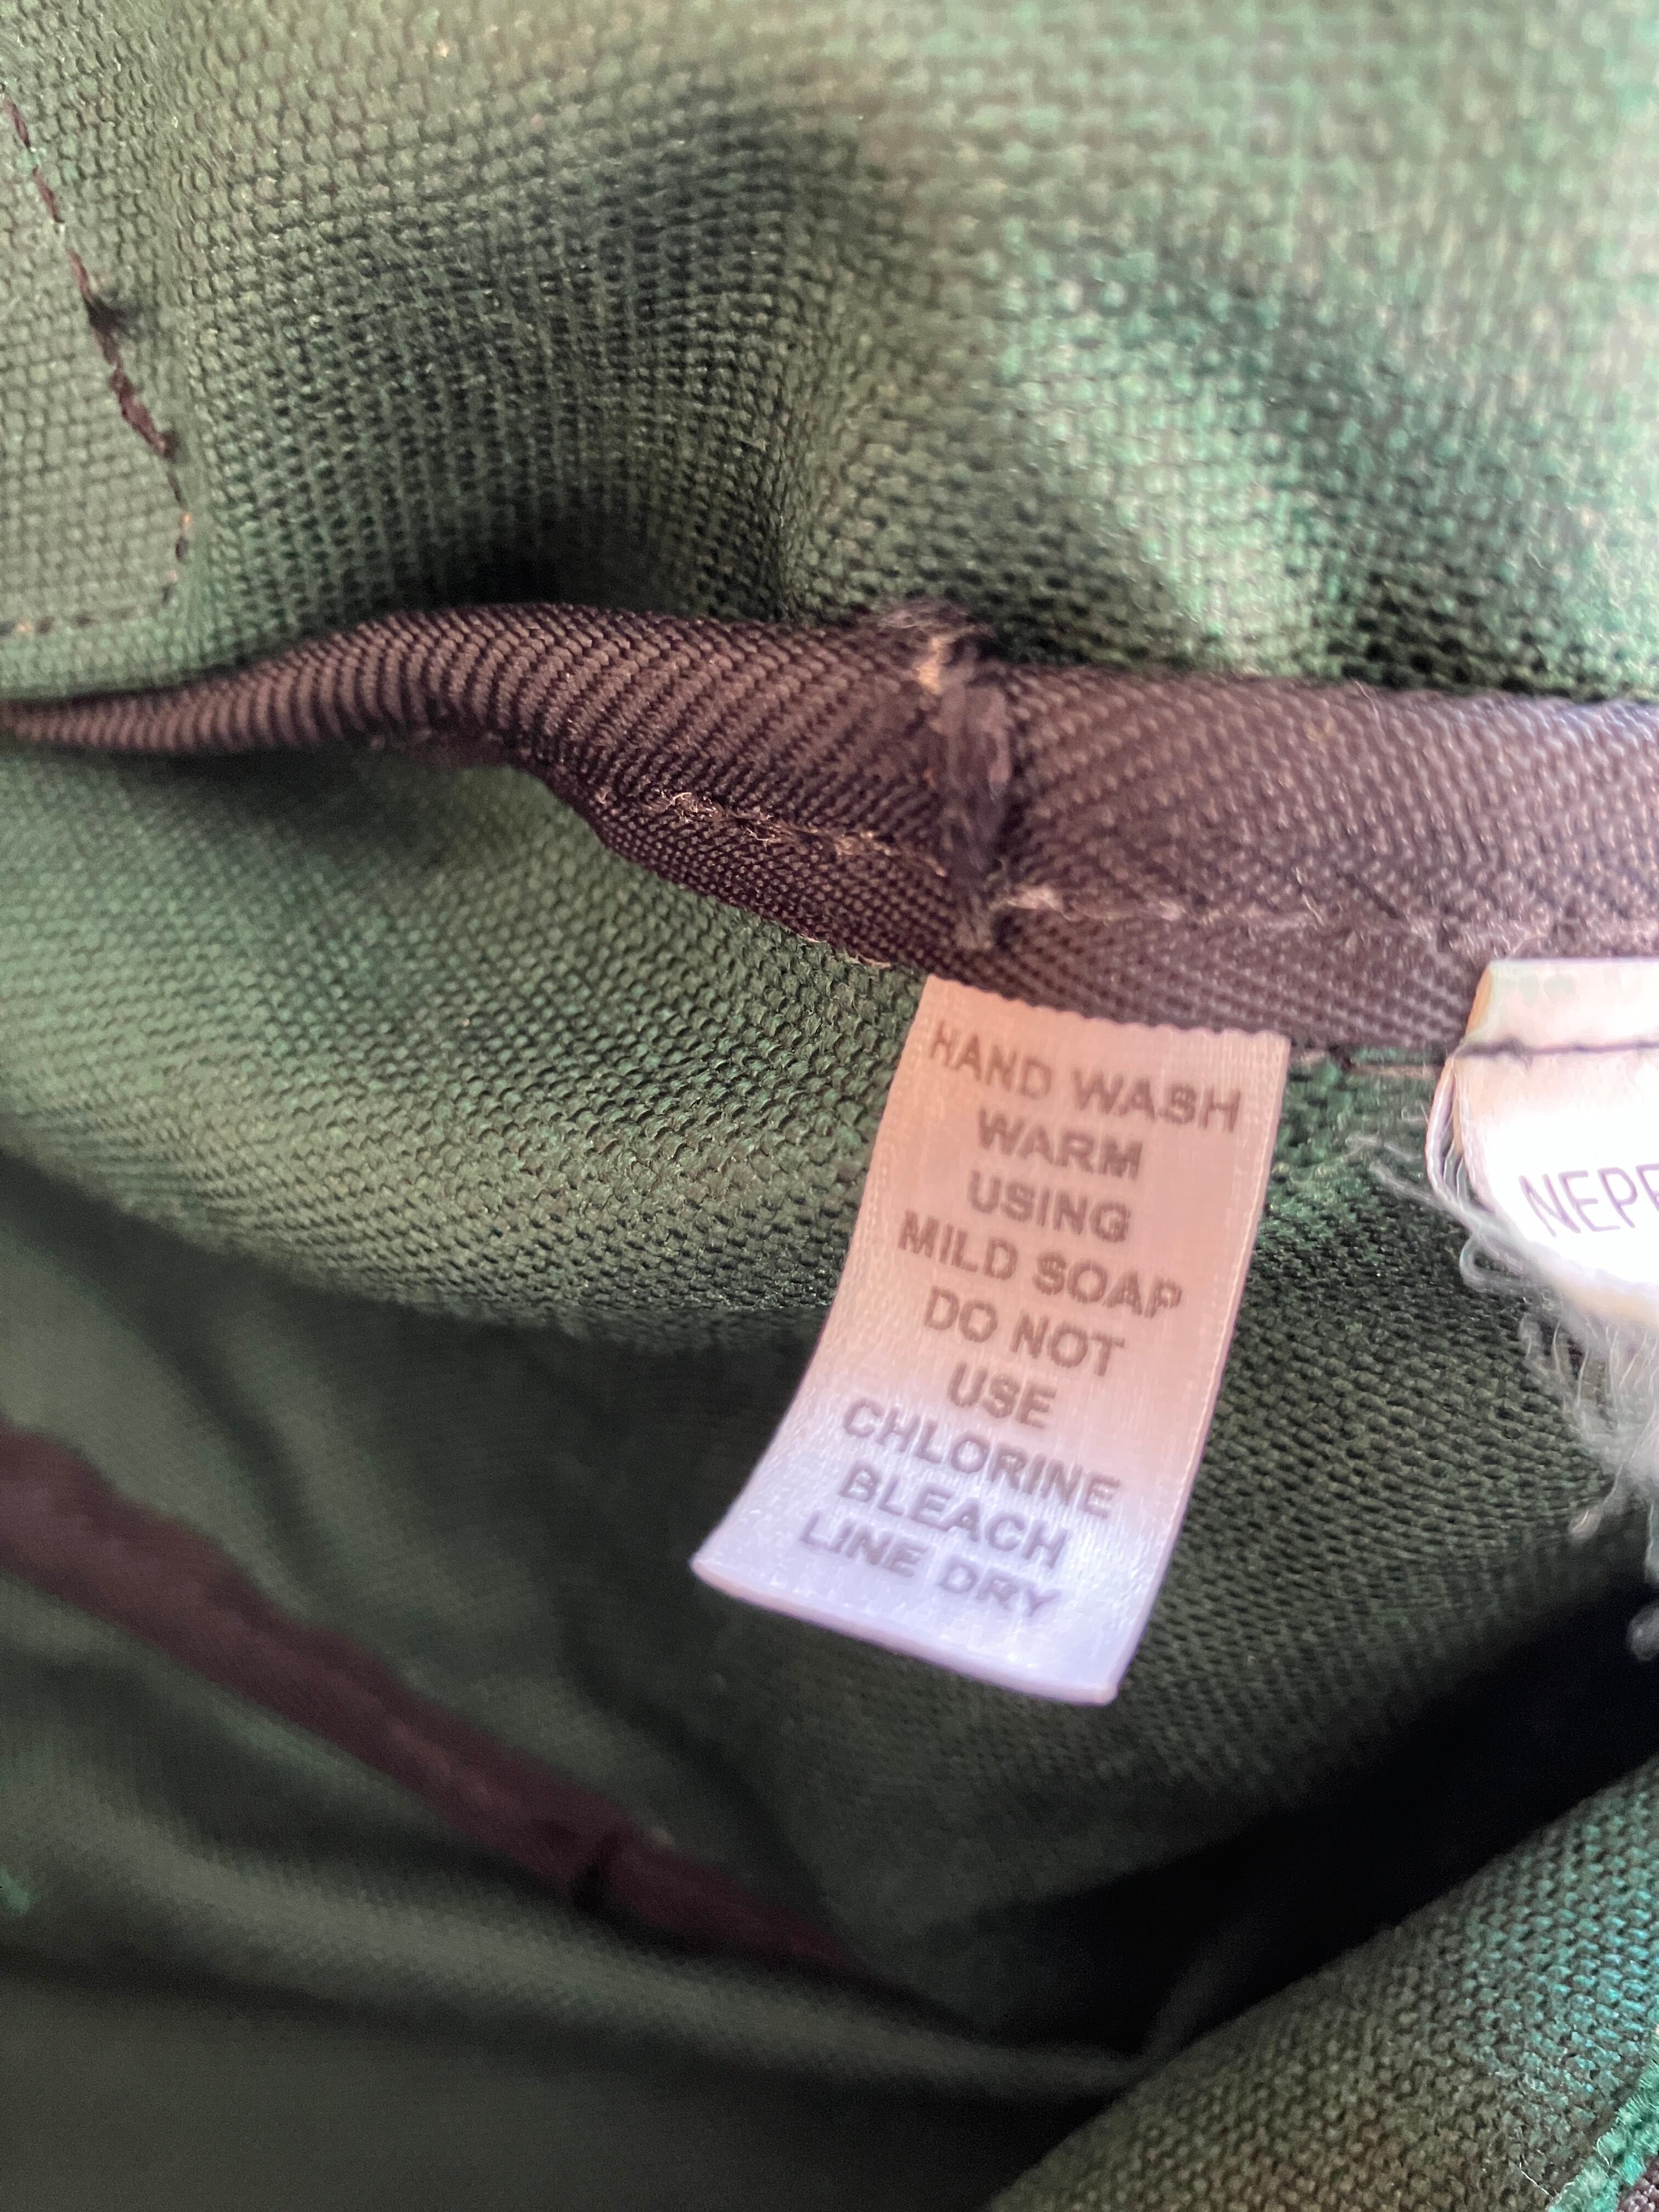 HAND WASH
WARM
USING
MILD SOAP
DO NOT
USE
CHLORINE
BLEACH
LINE DRY